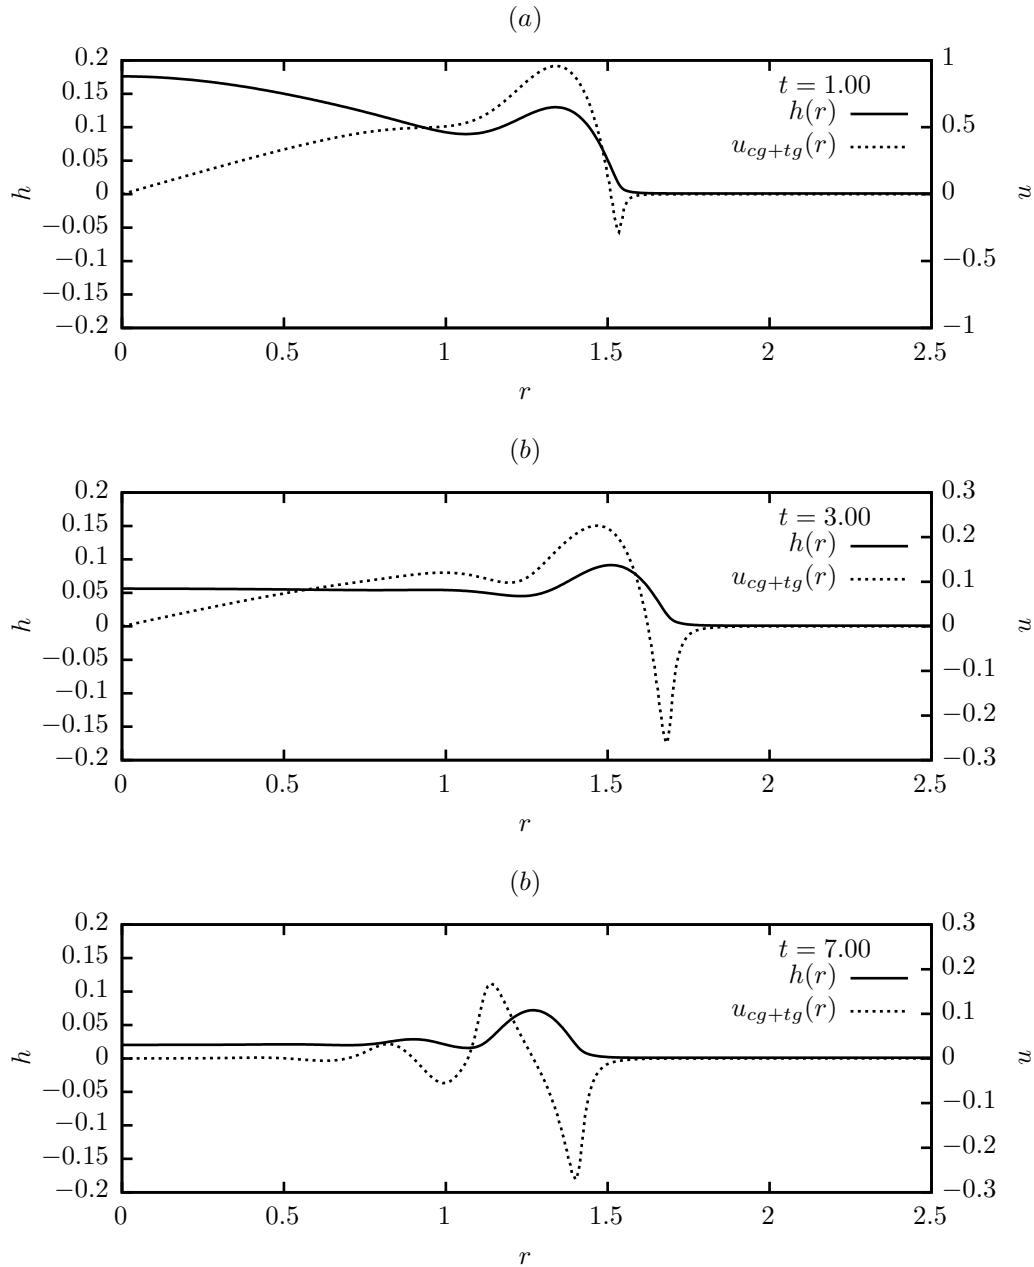 (a)
0.2 1
0.15 t = 1.00
h(r)
0.1 0.5
u_{cg+tg}(r)
0.05
h 0 0 u
−0.05
−0.1 −0.5
−0.15
−0.2 −1
0 0.5 1 1.5 2 2.5
r
(b)
0.2 0.3
0.15 t = 3.00 0.2
0.1 h(r)
0.05 u_{cg+tg}(r) 0.1
h 0 0 u
−0.05 −0.1
−0.1
−0.15 −0.2
−0.2 −0.3
0 0.5 1 1.5 2 2.5
r
(b)
0.2 0.3
0.15 t = 7.00 0.2
0.1 h(r)
0.05 u_{cg+tg}(r) 0.1
h 0 0 u
−0.05 −0.1
−0.1
−0.15 −0.2
−0.2 −0.3
0 0.5 1 1.5 2 2.5
r